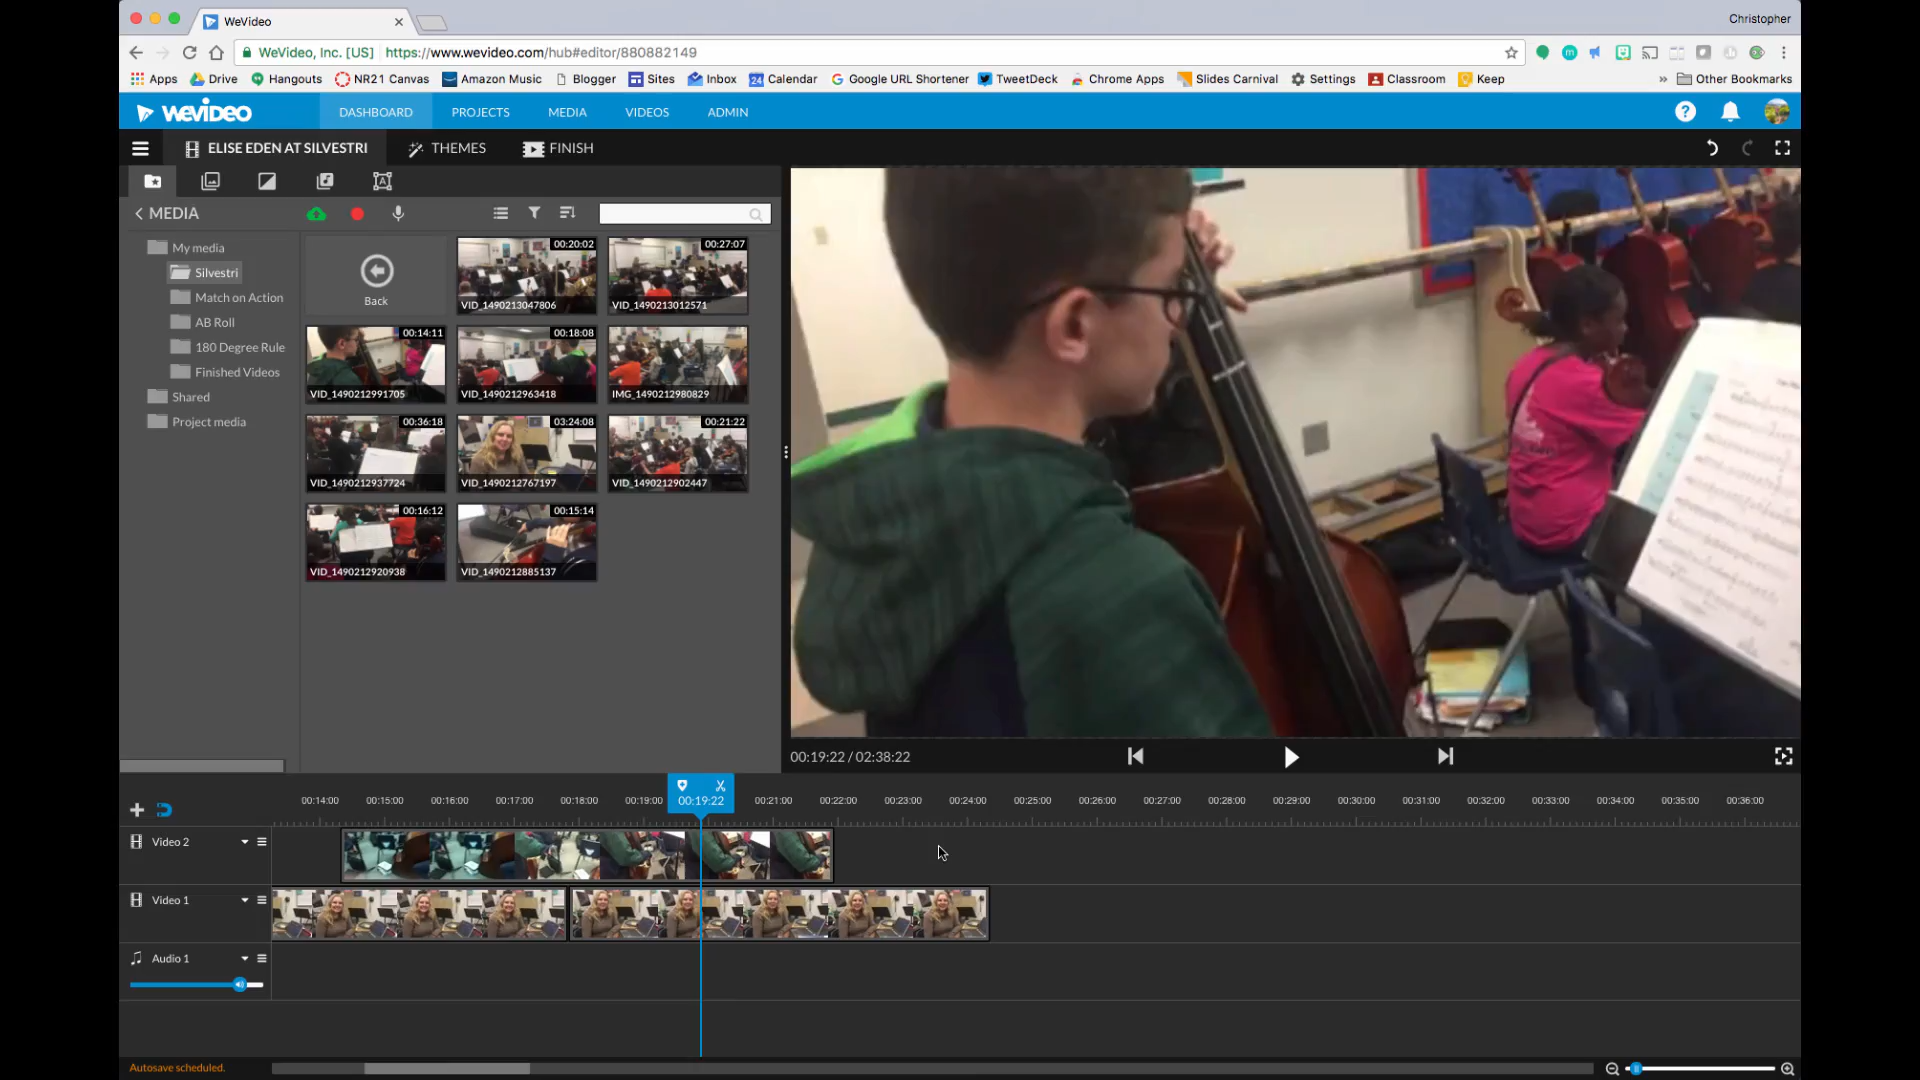 WeVideo
Christopher
WeVideo, Inc. [US] https://www.wevideo.com/hub#editor/880882149
Apps Drive Hangouts NR21 Canvas Amazon Music Blogger Sites Inbox 24 Calendar Google URL Shortener TweetDeck Chrome Apps Slides Carnival Settings Classroom Keep » Other Bookmarks
WEVIDEO DASHBOARD PROJECTS MEDIA VIDEOS ADMIN ?
ELISE EDEN AT SILVESTRI THEMES FINISH
MEDIA
My media
Silvestri
Match on Action
AB Roll
180 Degree Rule
Finished Videos
Shared
Project media
Back
00:20:02
VID_1490213047806
00:27:07
VID_1490213012571
00:14:11
VID_1490212991705
00:18:08
VID_1490212963418
IMG_1490212980829
00:36:18
VID_1490212937724
03:24:08
VID_1490212767197
00:21:22
VID_1490212902447
00:16:12
VID_1490212920938
00:15:14
VID_1490212885137
00:19:22 / 02:38:22
00:14:00 00:15:00 00:16:00 00:17:00 00:18:00 00:19:00 00:19:22 00:21:00 00:22:00 00:23:00 00:24:00 00:25:00 00:26:00 00:27:00 00:28:00 00:29:00 00:30:00 00:31:00 00:32:00 00:33:00 00:34:00 00:35:00 00:36:00
Video 2
Video 1
Audio 1
Autosave scheduled.